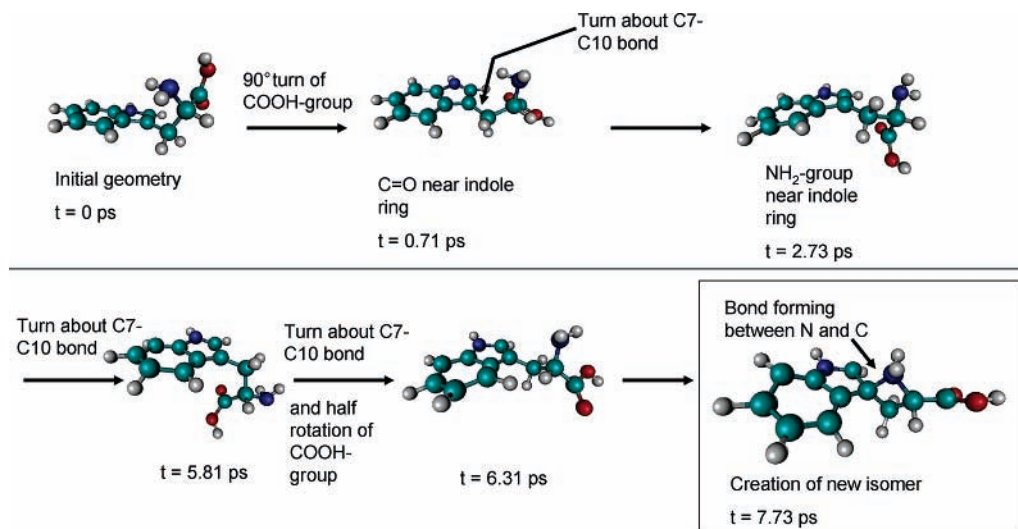 Turn about C7-
C10 bond
90° turn of
COOH-group
Initial geometry
t = 0 ps
C=O near indole
ring
t = 0.71 ps
NH₂-group
near indole
ring
t = 2.73 ps
Turn about C7-
C10 bond
Turn about C7-
C10 bond
and half
rotation of
COOH-
group
t = 5.81 ps
t = 6.31 ps
Bond forming
between N and C
Creation of new isomer
t = 7.73 ps